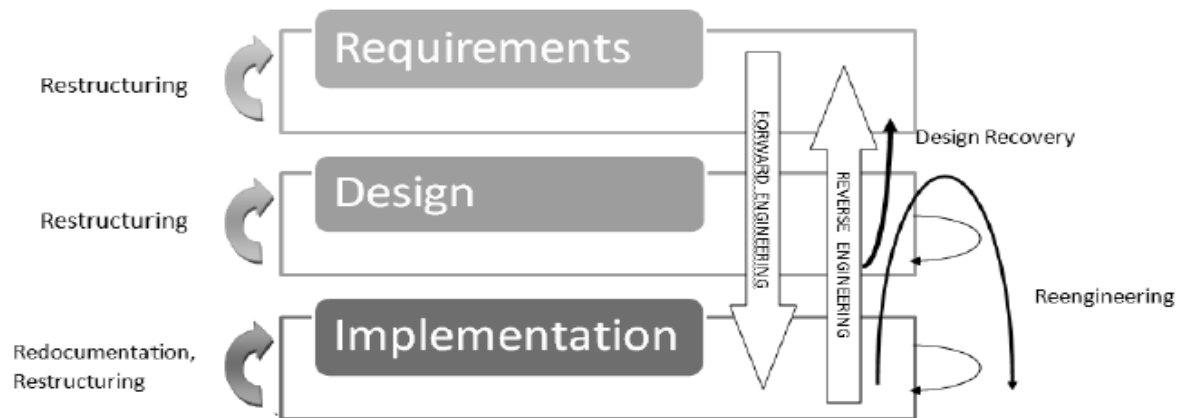 Requirements
Restructuring
FORWARD ENGINEERING
REVERSE ENGINEERING
Design Recovery
Design
Restructuring
Reengineering
Implementation
Redocumentation,
Restructuring